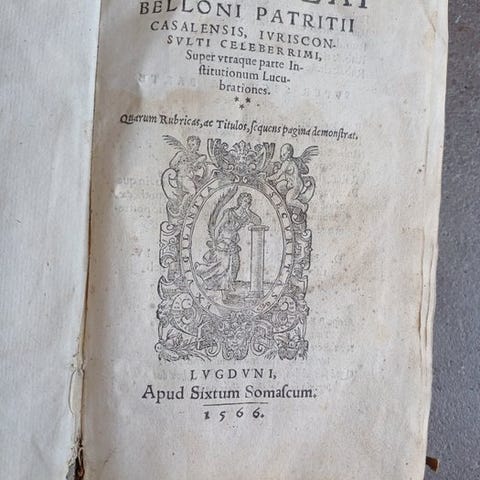 BELLONI PATRITII
CASALENSIS, IVRISCON-
SVLTI CELEBERRIMI,
Super vtraque parte In-
stitutionum Lucu-
brationes.
Quarum Rubricas, ac Titulos, sequens pagina demonstrat.
LVGDVNI,
Apud Sixtum Somascum.
1566.